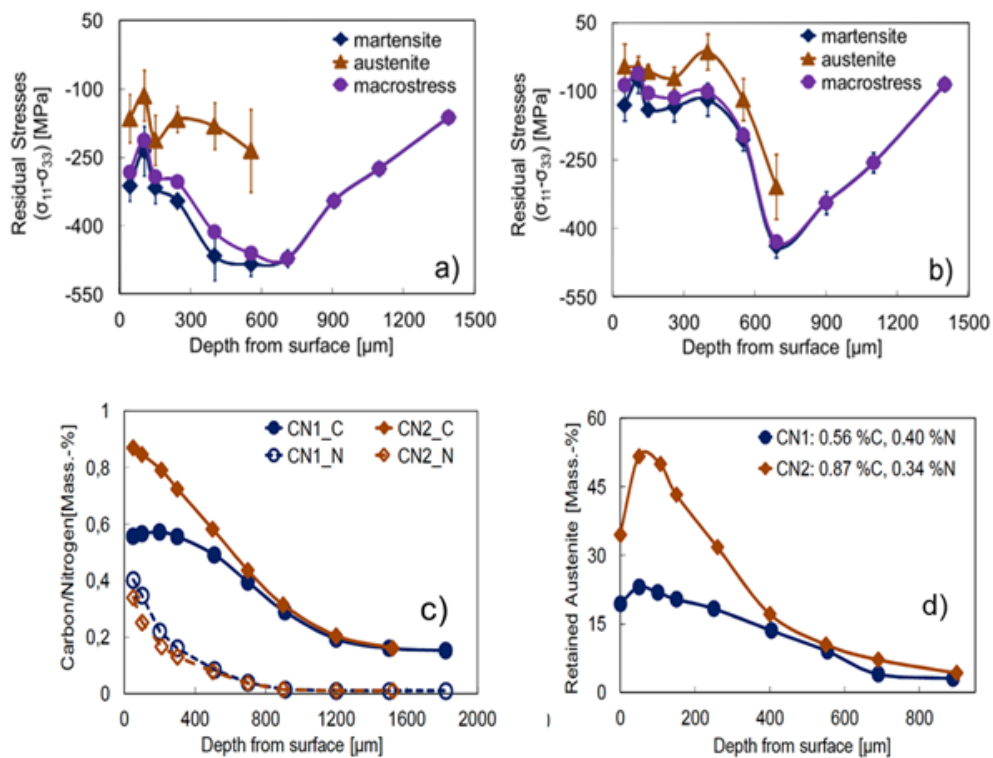 50
-100
-250
-400
-550
Residual Stresses
(σ₁₁-σ₃₃) [MPa]
martensite
austenite
macrostress
a)
0 300 600 900 1200 1500
Depth from surface [µm]
50
-100
-250
-400
-550
Residual Stresses
(σ₁₁-σ₃₃) [MPa]
martensite
austenite
macrostress
b)
0 300 600 900 1200 1500
Depth from surface [µm]
1
0,8
0,6
0,4
0,2
0
Carbon/Nitrogen[Mass.-%]
CN1_C CN2_C
CN1_N CN2_N
c)
0 400 800 1200 1600 2000
Depth from surface [µm]
60
45
30
15
0
Retained Austenite [Mass.-%]
CN1: 0.56 %C, 0.40 %N
CN2: 0.87 %C, 0.34 %N
d)
0 200 400 600 800
Depth from surface [µm]
)